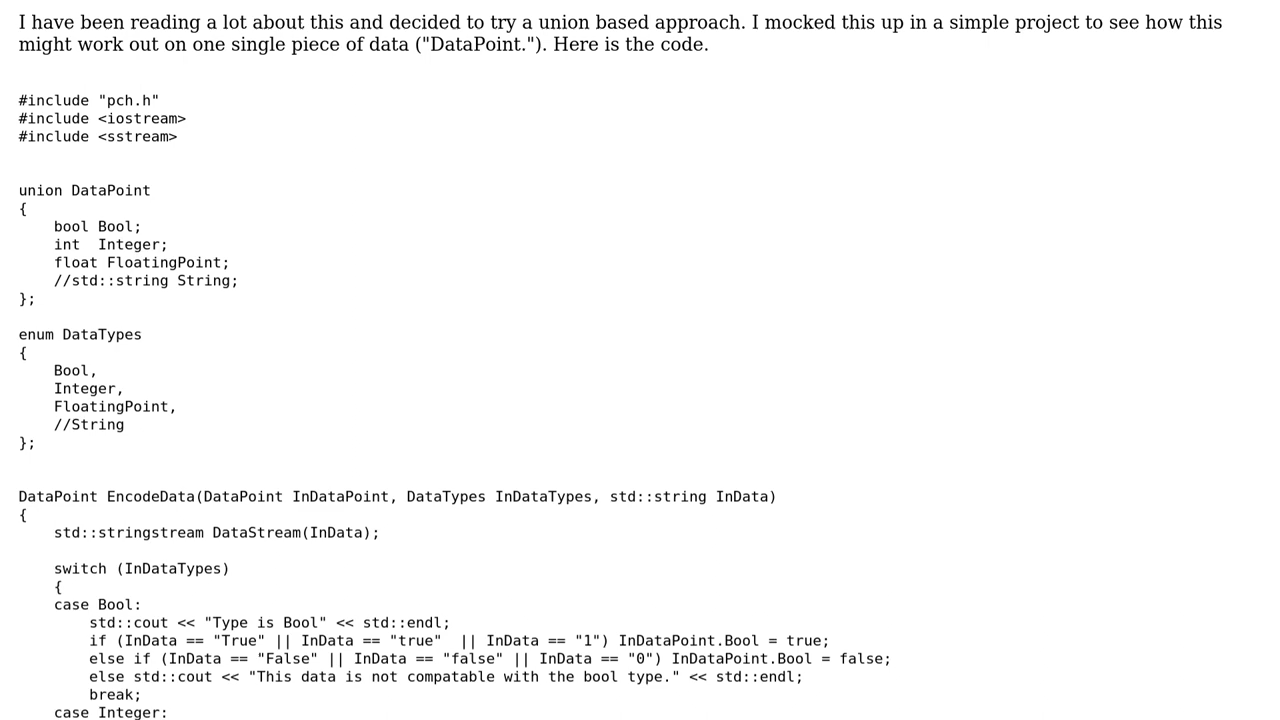 I have been reading a lot about this and decided to try a union based approach. I mocked this up in a simple project to see how this
might work out on one single piece of data ("DataPoint."). Here is the code.
#include "pch.h"
#include <iostream>
#include <sstream>
union DataPoint
{
    bool Bool;
    int  Integer;
    float FloatingPoint;
    //std::string String;
};
enum DataTypes
{
    Bool,
    Integer,
    FloatingPoint,
    //String
};
DataPoint EncodeData(DataPoint InDataPoint, DataTypes InDataTypes, std::string InData)
{
    std::stringstream DataStream(InData);
    switch (InDataTypes)
    {
    case Bool:
        std::cout << "Type is Bool" << std::endl;
        if (InData == "True" || InData == "true"  || InData == "1") InDataPoint.Bool = true;
        else if (InData == "False" || InData == "false" || InData == "0") InDataPoint.Bool = false;
        else std::cout << "This data is not compatable with the bool type." << std::endl;
        break;
    case Integer: